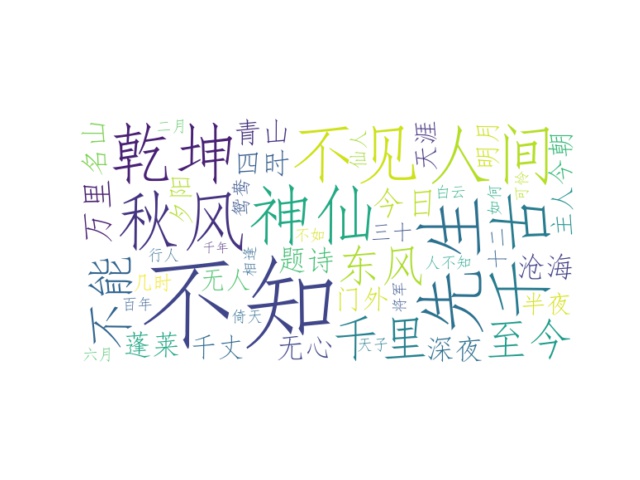 二月
名山
乾坤
青山
四时
不见
仙人
天涯
明月
人间
今朝
万里
夕阳
秋风
鸳鸯
神仙
今日
白云
如何
可怜
主人
先生
千古
三十
十二
不能
行人
千年
相逢
不如
题诗
东风
人不知
沧海
几时
无人
不知
门外
将军
半夜
百年
倚天
六月
蓬莱
千丈
无心
千里
天子
深夜
至今